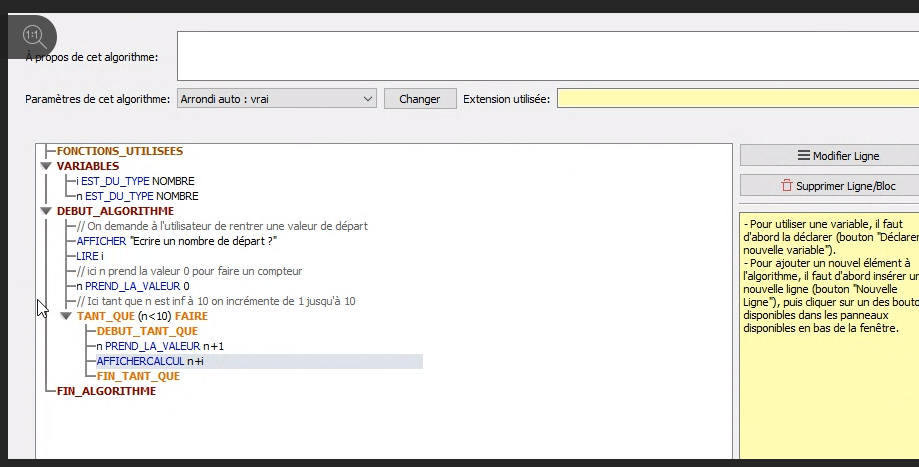 1:1
À propos de cet algorithme:
Paramètres de cet algorithme: Arrondi auto : vrai Changer Extension utilisée:
FONCTIONS_UTILISEES
VARIABLES
i EST_DU_TYPE NOMBRE
n EST_DU_TYPE NOMBRE
DEBUT_ALGORITHME
// On demande à l'utilisateur de rentrer une valeur de départ
AFFICHER "Ecrire un nombre de départ ?"
LIRE i
// ici n prend la valeur 0 pour faire un compteur
n PREND_LA_VALEUR 0
// Ici tant que n est inf à 10 on incrémente de 1 jusqu'à 10
TANT_QUE (n<10) FAIRE
DEBUT_TANT_QUE
n PREND_LA_VALEUR n+1
AFFICHERCALCUL n+i
FIN_TANT_QUE
FIN_ALGORITHME
Modifier Ligne
Supprimer Ligne/Bloc
- Pour utiliser une variable, il faut
d'abord la déclarer (bouton "Déclarer
nouvelle variable").
- Pour ajouter un nouvel élément à
l'algorithme, il faut d'abord insérer un
nouvelle ligne (bouton "Nouvelle
Ligne"), puis cliquer sur un des bouto
disponibles dans les panneaux
disponibles en bas de la fenêtre.